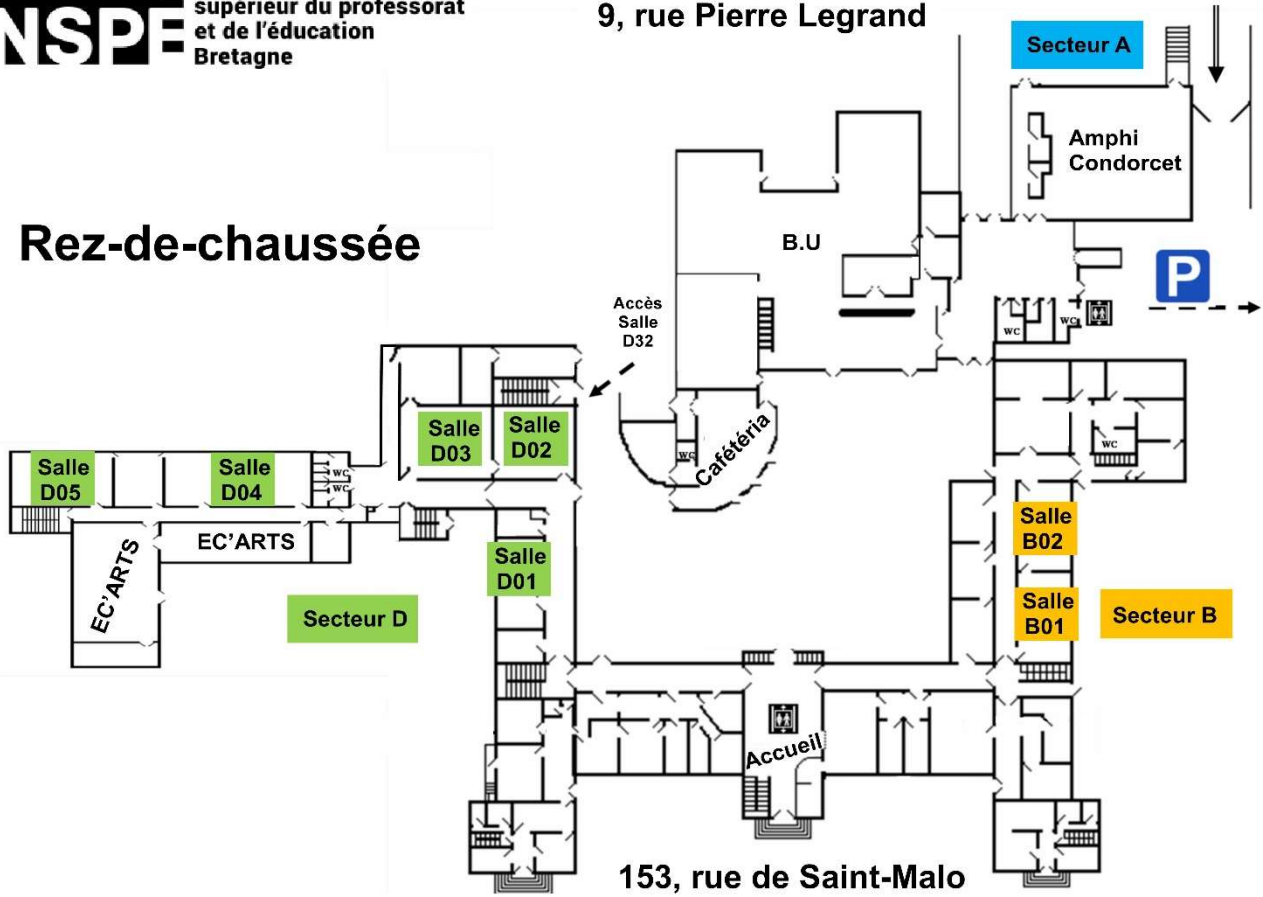 NSPE
supérieur du professorat
et de l'éducation
Bretagne
9, rue Pierre Legrand
Secteur A
Amphi
Condorcet
Rez-de-chaussée
B.U
P
Accès
Salle
D32
WC
WC
Salle
D03
Salle
D02
Cafétéria
WC
WC
Salle
D05
Salle
D04
WC
WC
EC'ARTS
EC'ARTS
Salle
D01
Salle
B02
Salle
B01
Secteur D
Secteur B
Accueil
153, rue de Saint-Malo